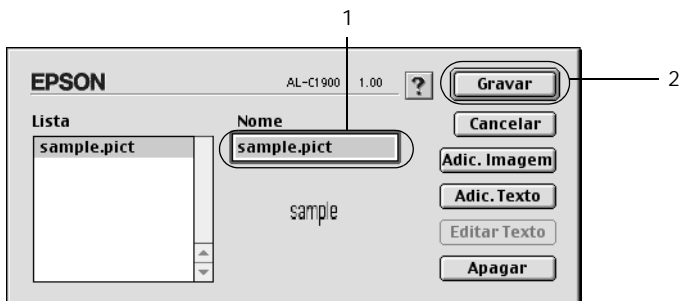 1
EPSON AL-C1900 1.00 ? Gravar 2
Lista Nome Cancelar
sample.pict sample.pict Adic. Imagem
sample Adic. Texto
Editar Texto
Apagar